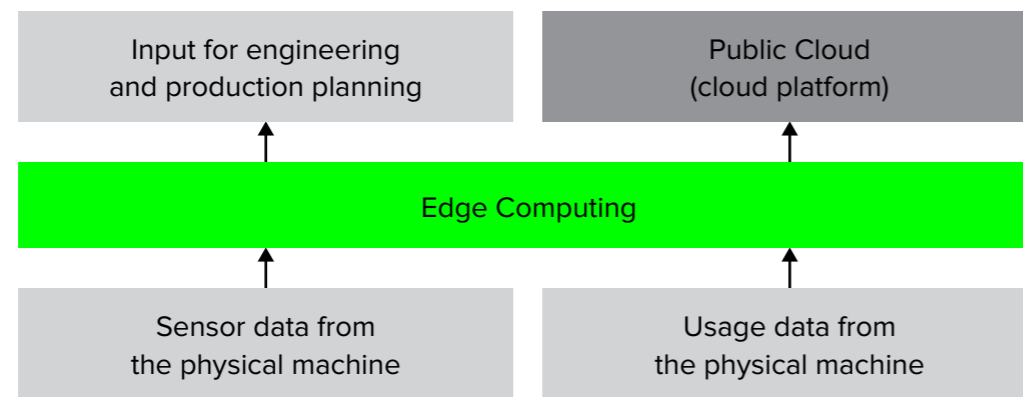 Input for engineering
and production planning
Public Cloud
(cloud platform)
Edge Computing
Sensor data from
the physical machine
Usage data from
the physical machine